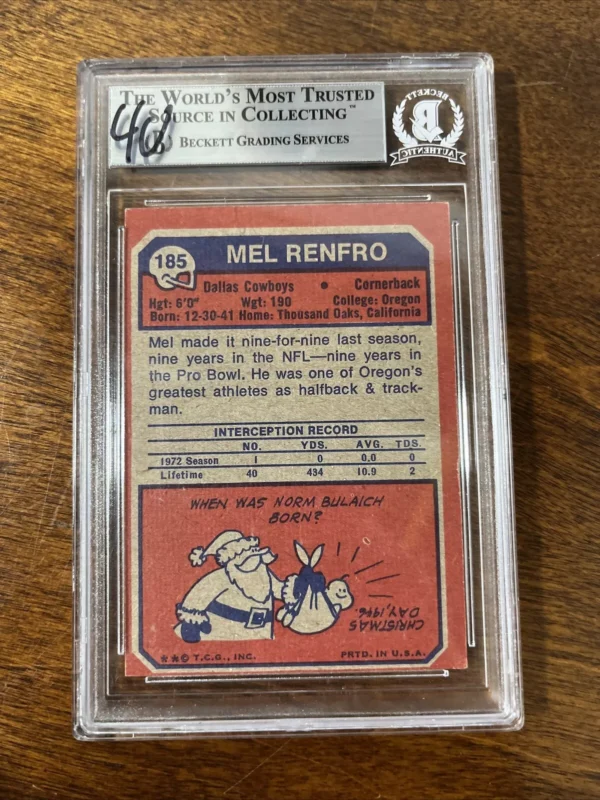 THE WORLD'S MOST TRUSTED
SOURCE IN COLLECTING™
BECKETT GRADING SERVICES
46
BECKETT
B
AUTHENTIC
185
MEL RENFRO
Dallas Cowboys • Cornerback
Hgt: 6'0" Wgt: 190 College: Oregon
Born: 12-30-41 Home: Thousand Oaks, California
Mel made it nine-for-nine last season,
nine years in the NFL—nine years in
the Pro Bowl. He was one of Oregon's
greatest athletes as halfback & track-
man.
INTERCEPTION RECORD
NO. YDS. AVG. TDS.
1972 Season 1 0 0.0 0
Lifetime 40 434 10.9 2
WHEN WAS NORM BULAICH
BORN?
CHRISTMAS
DAY, 1946.
**© T.C.G., INC. PRTD. IN U.S.A.